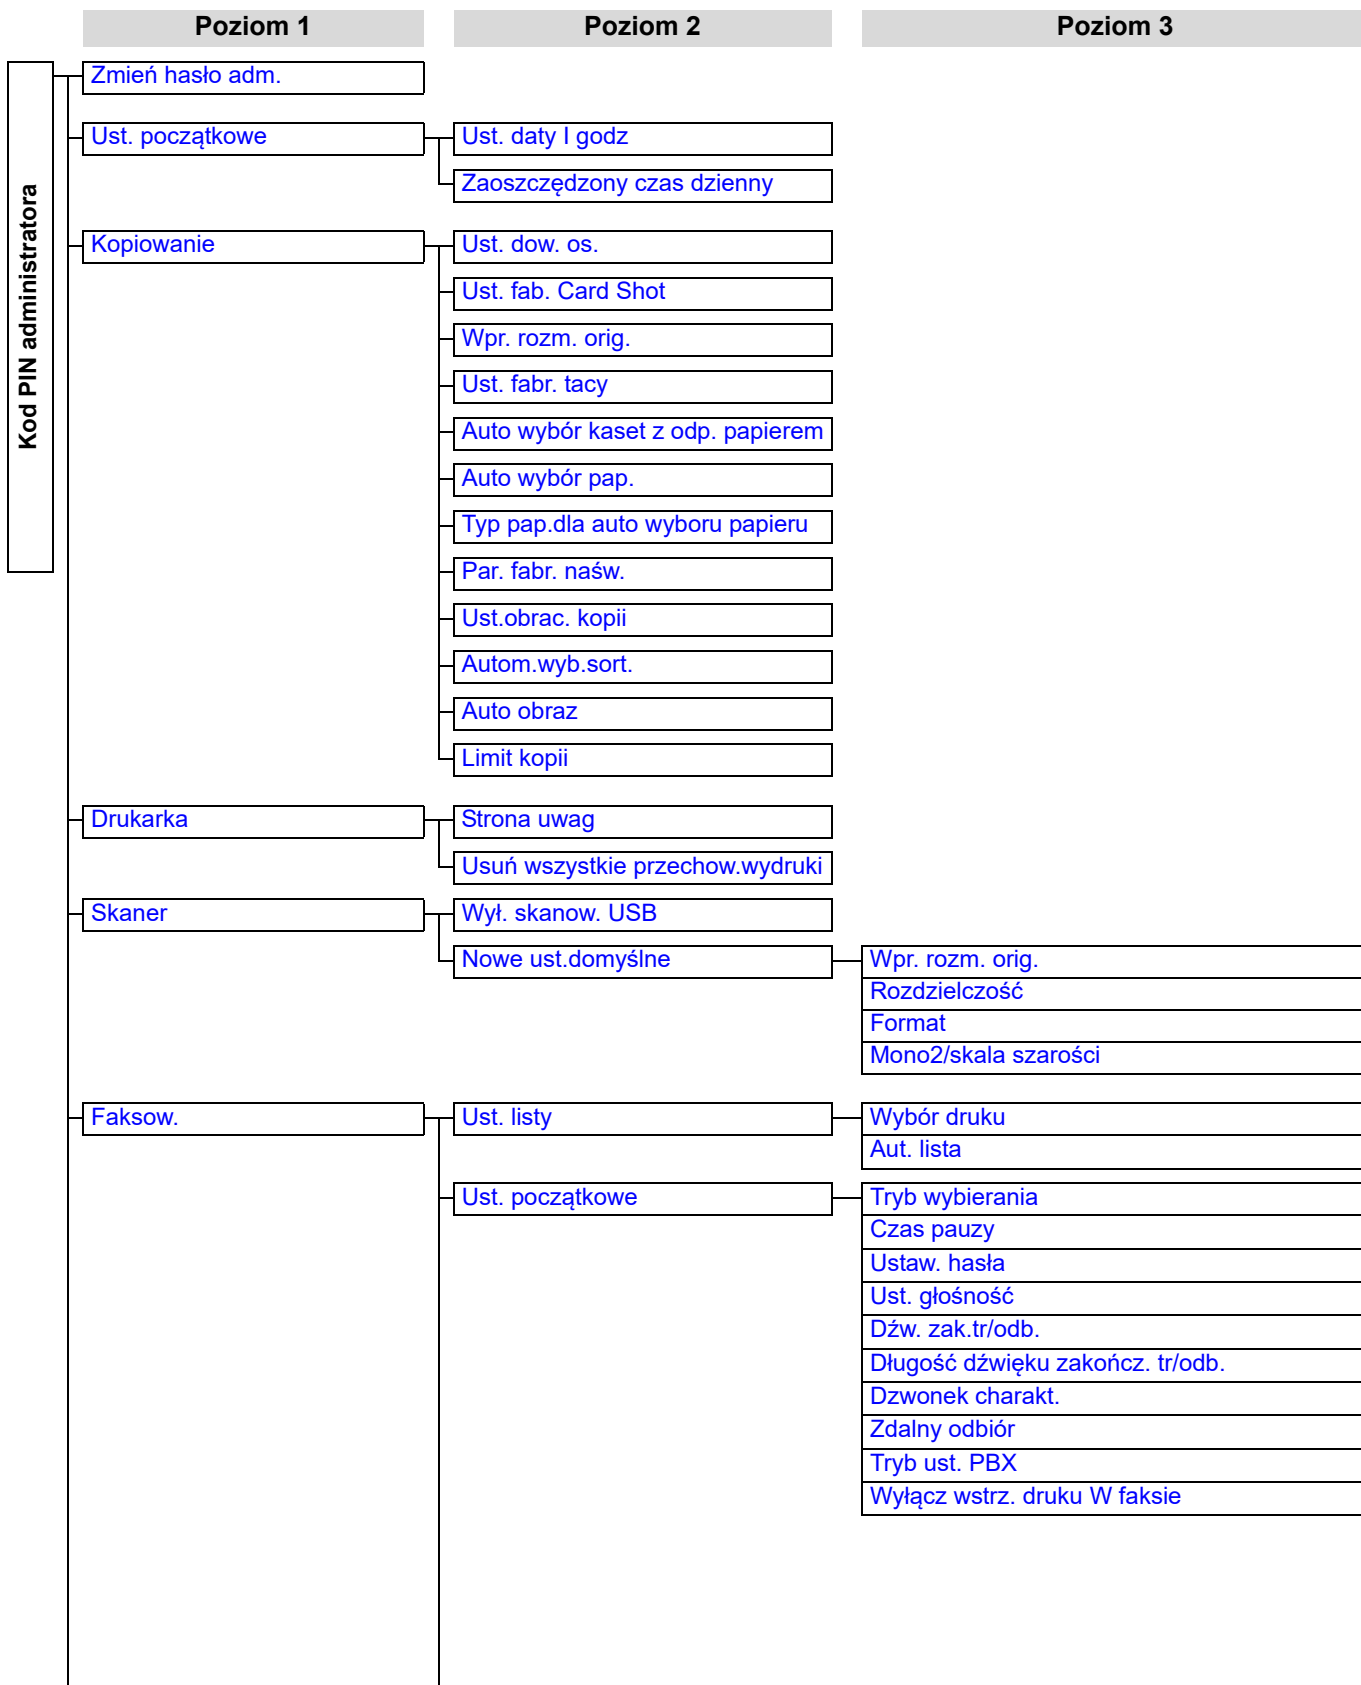 Poziom 1 Poziom 2 Poziom 3
Kod PIN administratora
Zmień hasło adm.
Ust. początkowe
Ust. daty I godz
Zaoszczędzony czas dzienny
Kopiowanie
Ust. dow. os.
Ust. fab. Card Shot
Wpr. rozm. orig.
Ust. fabr. tacy
Auto wybór kaset z odp. papierem
Auto wybór pap.
Typ pap.dla auto wyboru papieru
Par. fabr. naśw.
Ust.obrac. kopii
Autom.wyb.sort.
Auto obraz
Limit kopii
Drukarka
Strona uwag
Usuń wszystkie przechow.wydruki
Skaner
Wył. skanow. USB
Nowe ust.domyślne
Wpr. rozm. orig.
Rozdzielczość
Format
Mono2/skala szarości
Faksow.
Ust. listy
Wybór druku
Aut. lista
Ust. początkowe
Tryb wybierania
Czas pauzy
Ustaw. hasła
Ust. głośność
Dźw. zak.tr/odb.
Długość dźwięku zakończ. tr/odb.
Dzwonek charakt.
Zdalny odbiór
Tryb ust. PBX
Wyłącz wstrz. druku W faksie